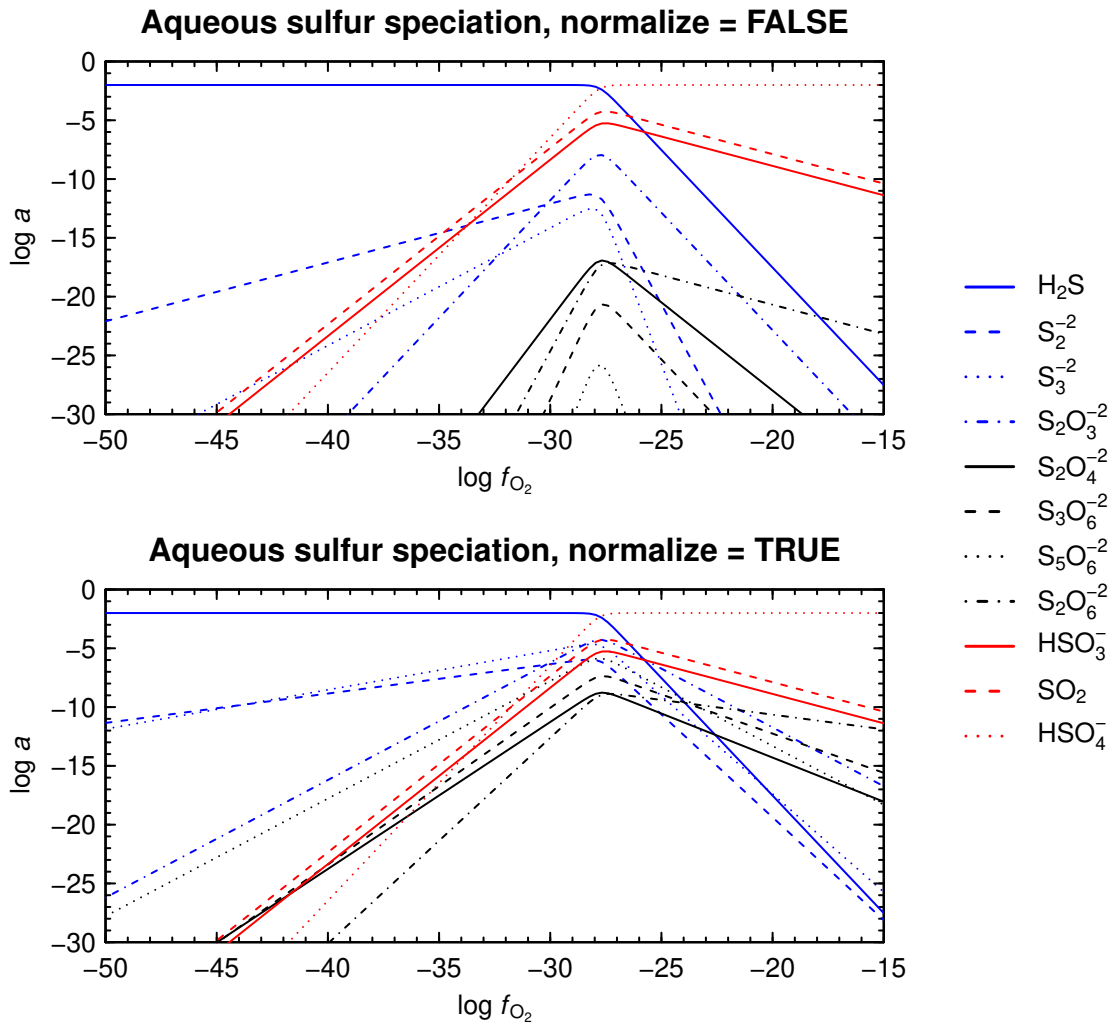 Aqueous sulfur speciation, normalize = FALSE
0
−5
−10
−15
−20
−25
−30
log a
−50 −45 −40 −35 −30 −25 −20 −15
log fO₂
Aqueous sulfur speciation, normalize = TRUE
0
−5
−10
−15
−20
−25
−30
log a
−50 −45 −40 −35 −30 −25 −20 −15
log fO₂
H₂S
S₂⁻²
S₃⁻²
S₂O₃⁻²
S₂O₄⁻²
S₃O₆⁻²
S₅O₆⁻²
S₂O₆⁻²
HSO₃⁻
SO₂
HSO₄⁻